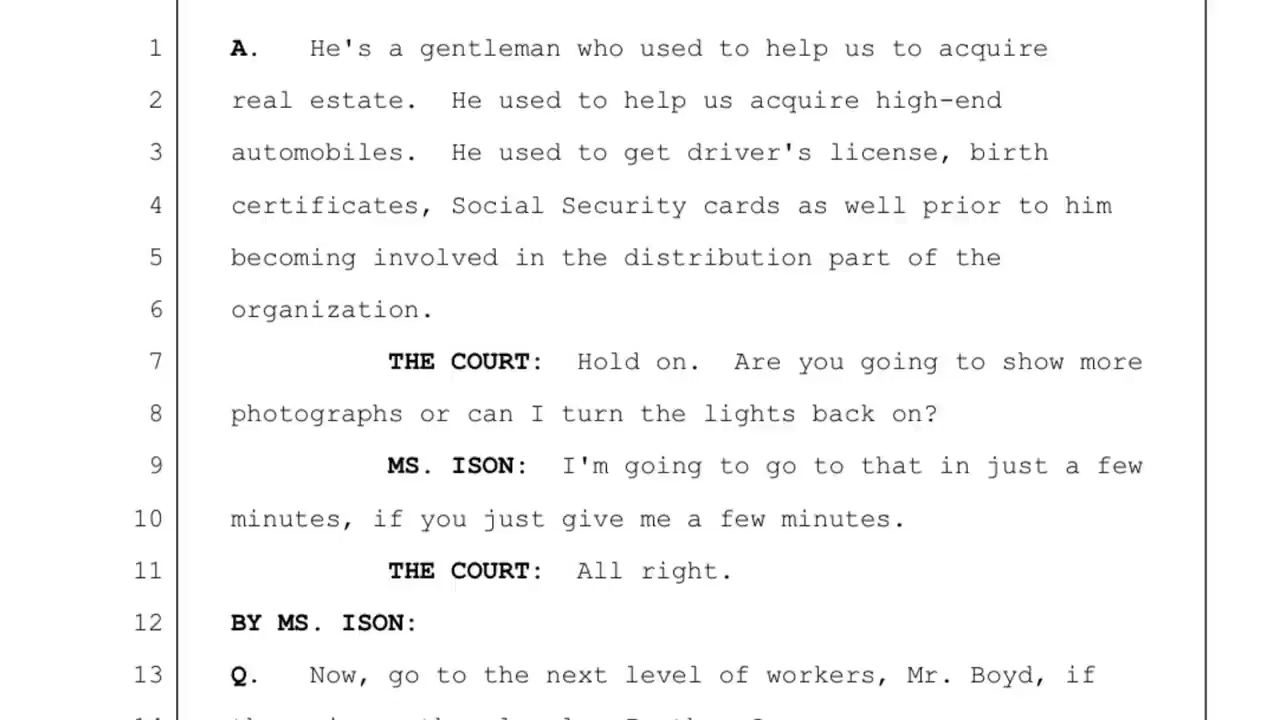 1 A. He's a gentleman who used to help us to acquire
2 real estate. He used to help us acquire high-end
3 automobiles. He used to get driver's license, birth
4 certificates, Social Security cards as well prior to him
5 becoming involved in the distribution part of the
6 organization.
7 THE COURT: Hold on. Are you going to show more
8 photographs or can I turn the lights back on?
9 MS. ISON: I'm going to go to that in just a few
10 minutes, if you just give me a few minutes.
11 THE COURT: All right.
12 BY MS. ISON:
13 Q. Now, go to the next level of workers, Mr. Boyd, if